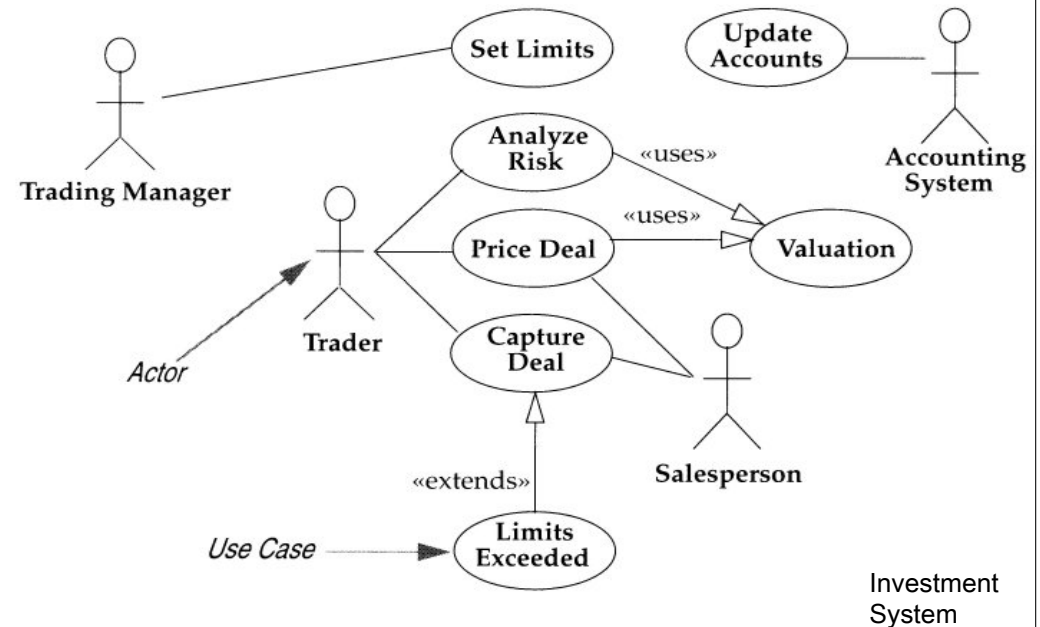 Set Limits
Update
Accounts
Trading Manager
Analyze
Risk
«uses»
Accounting
System
«uses»
Price Deal
Valuation
Trader
Capture
Deal
Actor
Salesperson
«extends»
Use Case
Limits
Exceeded
Investment
System